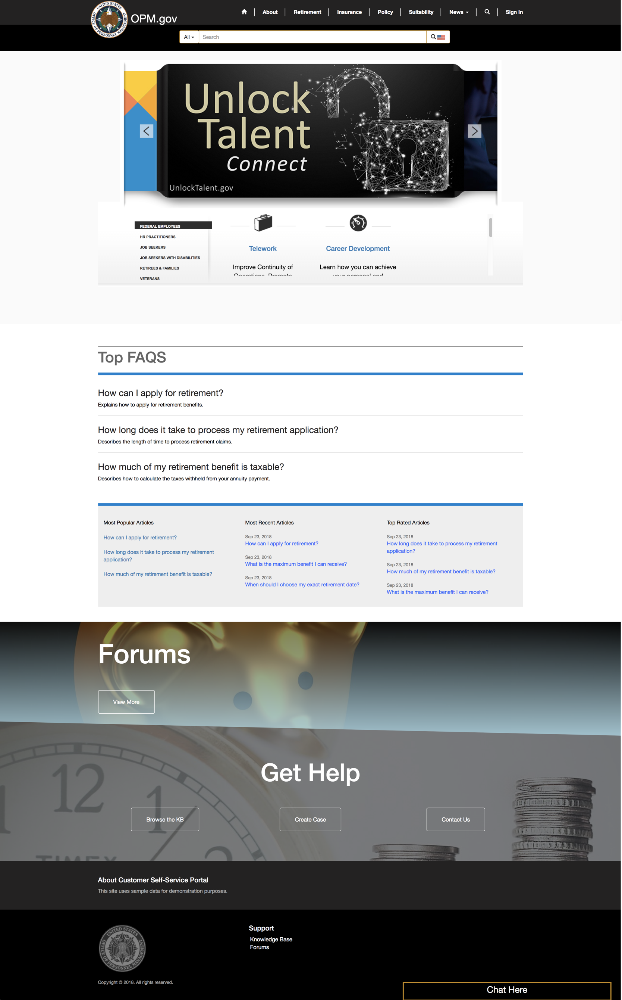 UNITED STATES
OFFICE OF PERSONNEL MANAGEMENT
OPM.gov
About
Retirement
Insurance
Policy
Suitability
News
Sign In
All
Search
Unlock
Talent
Connect
UnlockTalent.gov
FEDERAL EMPLOYEES
HR PRACTITIONERS
JOB SEEKERS
JOB SEEKERS WITH DISABILITIES
RETIREES & FAMILIES
VETERANS
Telework
Improve Continuity of
Operations, Promote
Career Development
Learn how you can achieve
your personal and
Top FAQS
How can I apply for retirement?
Explains how to apply for retirement benefits.
How long does it take to process my retirement application?
Describes the length of time to process retirement claims.
How much of my retirement benefit is taxable?
Describes how to calculate the taxes withheld from your annuity payment.
Most Popular Articles
How can I apply for retirement?
How long does it take to process my retirement
application?
How much of my retirement benefit is taxable?
Most Recent Articles
Sep 23, 2018
How can I apply for retirement?
Sep 23, 2018
What is the maximum benefit I can receive?
Sep 23, 2018
When should I choose my exact retirement date?
Top Rated Articles
Sep 23, 2018
How long does it take to process my retirement
application?
Sep 23, 2018
How much of my retirement benefit is taxable?
Sep 23, 2018
What is the maximum benefit I can receive?
Forums
View More
Get Help
12
1
1
2
TIMEX
Browse the KB
Create Case
Contact Us
About Customer Self-Service Portal
This site uses sample data for demonstration purposes.
UNITED STATES
OFFICE OF PERSONNEL MANAGEMENT
Support
Knowledge Base
Forums
Copyright © 2018. All rights reserved.
Chat Here